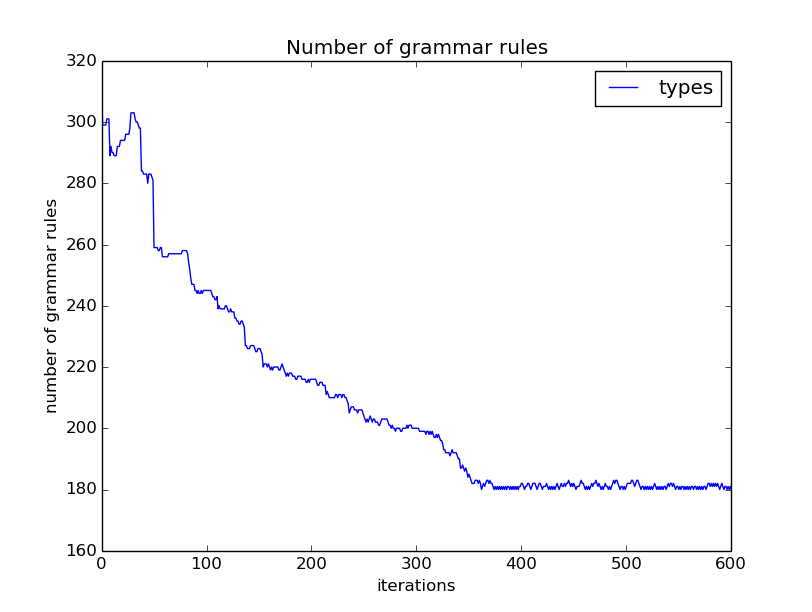 Number of grammar rules
types
number of grammar rules
320
300
280
260
240
220
200
180
160
0 100 200 300 400 500 600
iterations